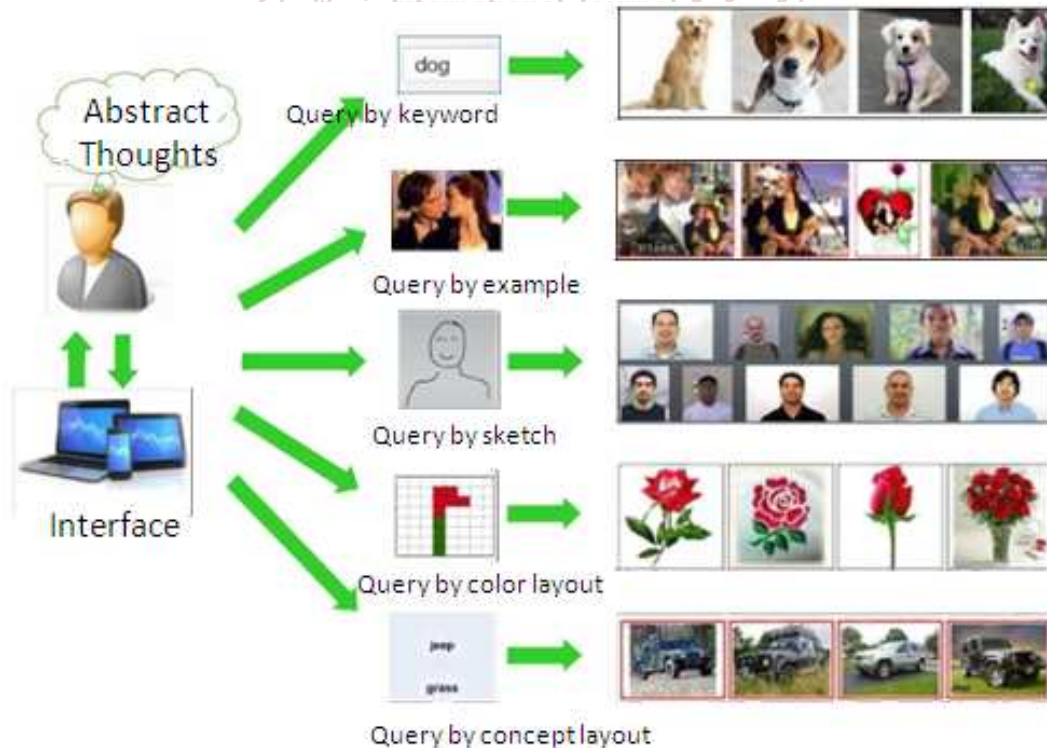 Abstract
Thoughts
Interface
dog
Query by keyword
Query by example
Query by sketch
Query by color layout
jeep
grass
Query by concept layout